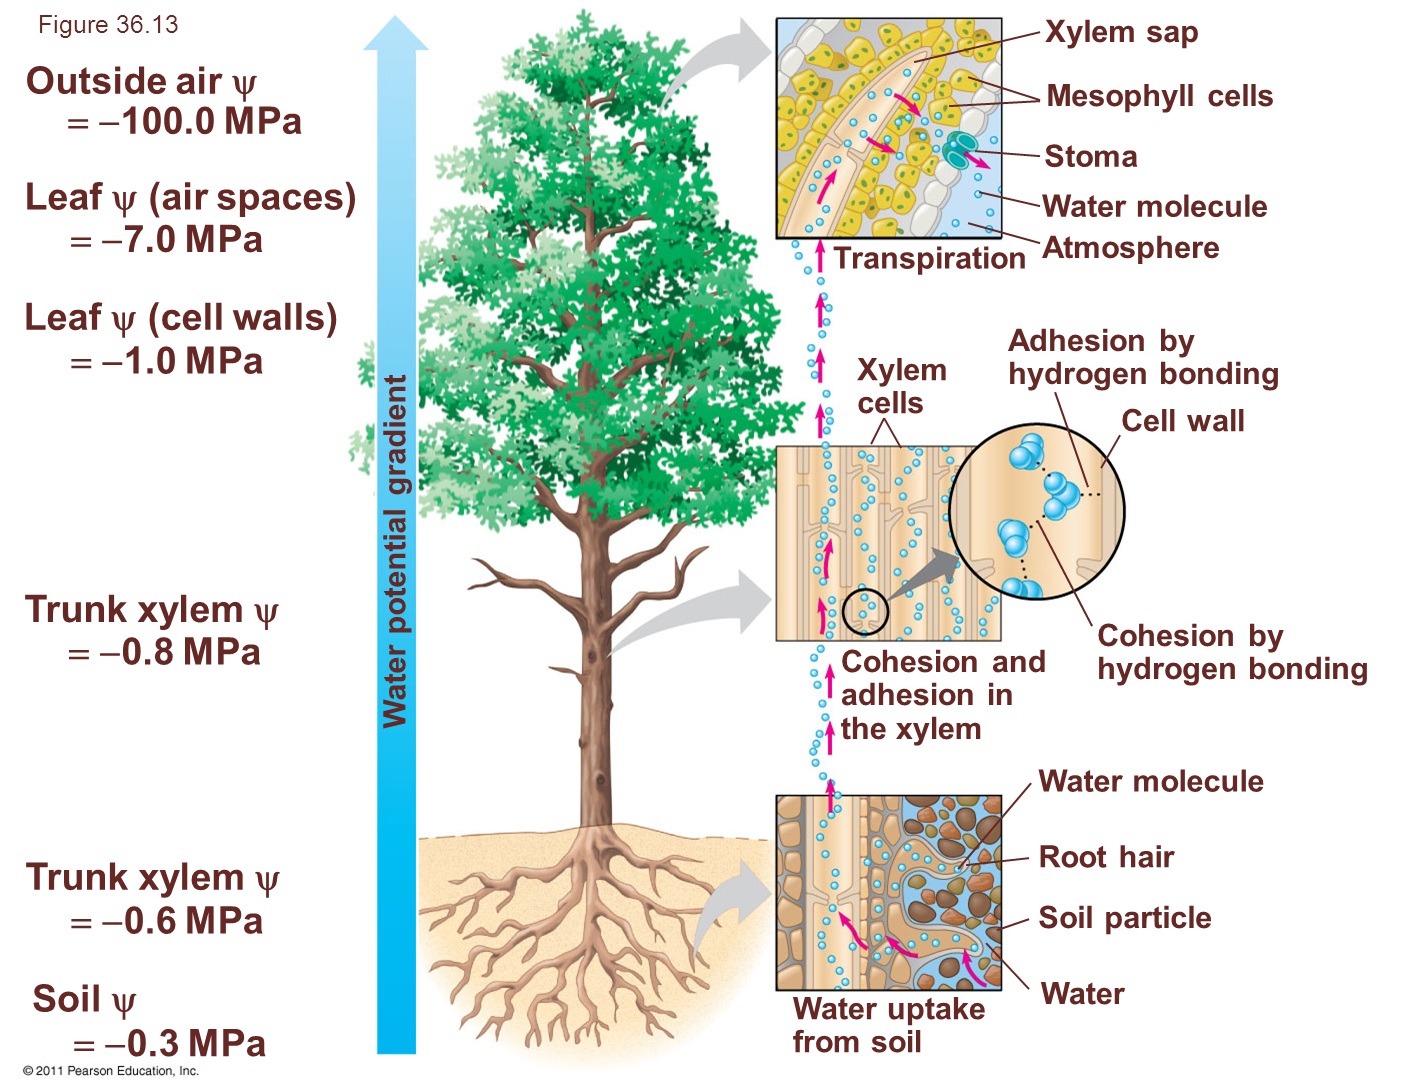 Figure 36.13
Outside air ψ
= −100.0 MPa
Leaf ψ (air spaces)
= −7.0 MPa
Leaf ψ (cell walls)
= −1.0 MPa
Trunk xylem ψ
= −0.8 MPa
Trunk xylem ψ
= −0.6 MPa
Soil ψ
= −0.3 MPa
© 2011 Pearson Education, Inc.
Water potential gradient
Xylem sap
Mesophyll cells
Stoma
Water molecule
Atmosphere
Transpiration
Adhesion by
hydrogen bonding
Xylem
cells
Cell wall
Cohesion by
hydrogen bonding
Cohesion and
adhesion in
the xylem
Water molecule
Root hair
Soil particle
Water
Water uptake
from soil